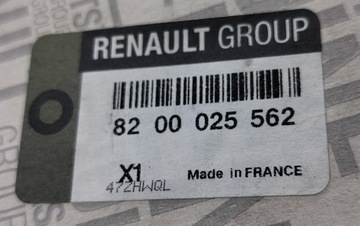 RENAULT GROUP
82 00 025 562
X1
Made in FRANCE
47ZHWQL